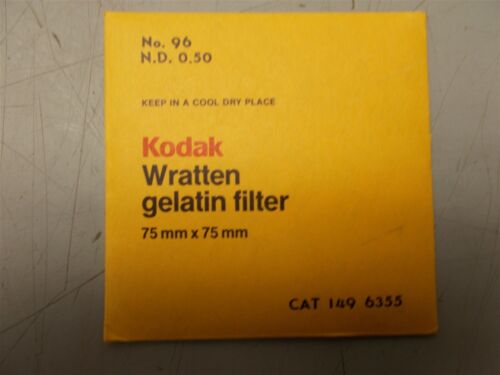 No. 96
N.D. 0.50
KEEP IN A COOL DRY PLACE
Kodak
Wratten
gelatin filter
75 mm x 75 mm
CAT 149 6355